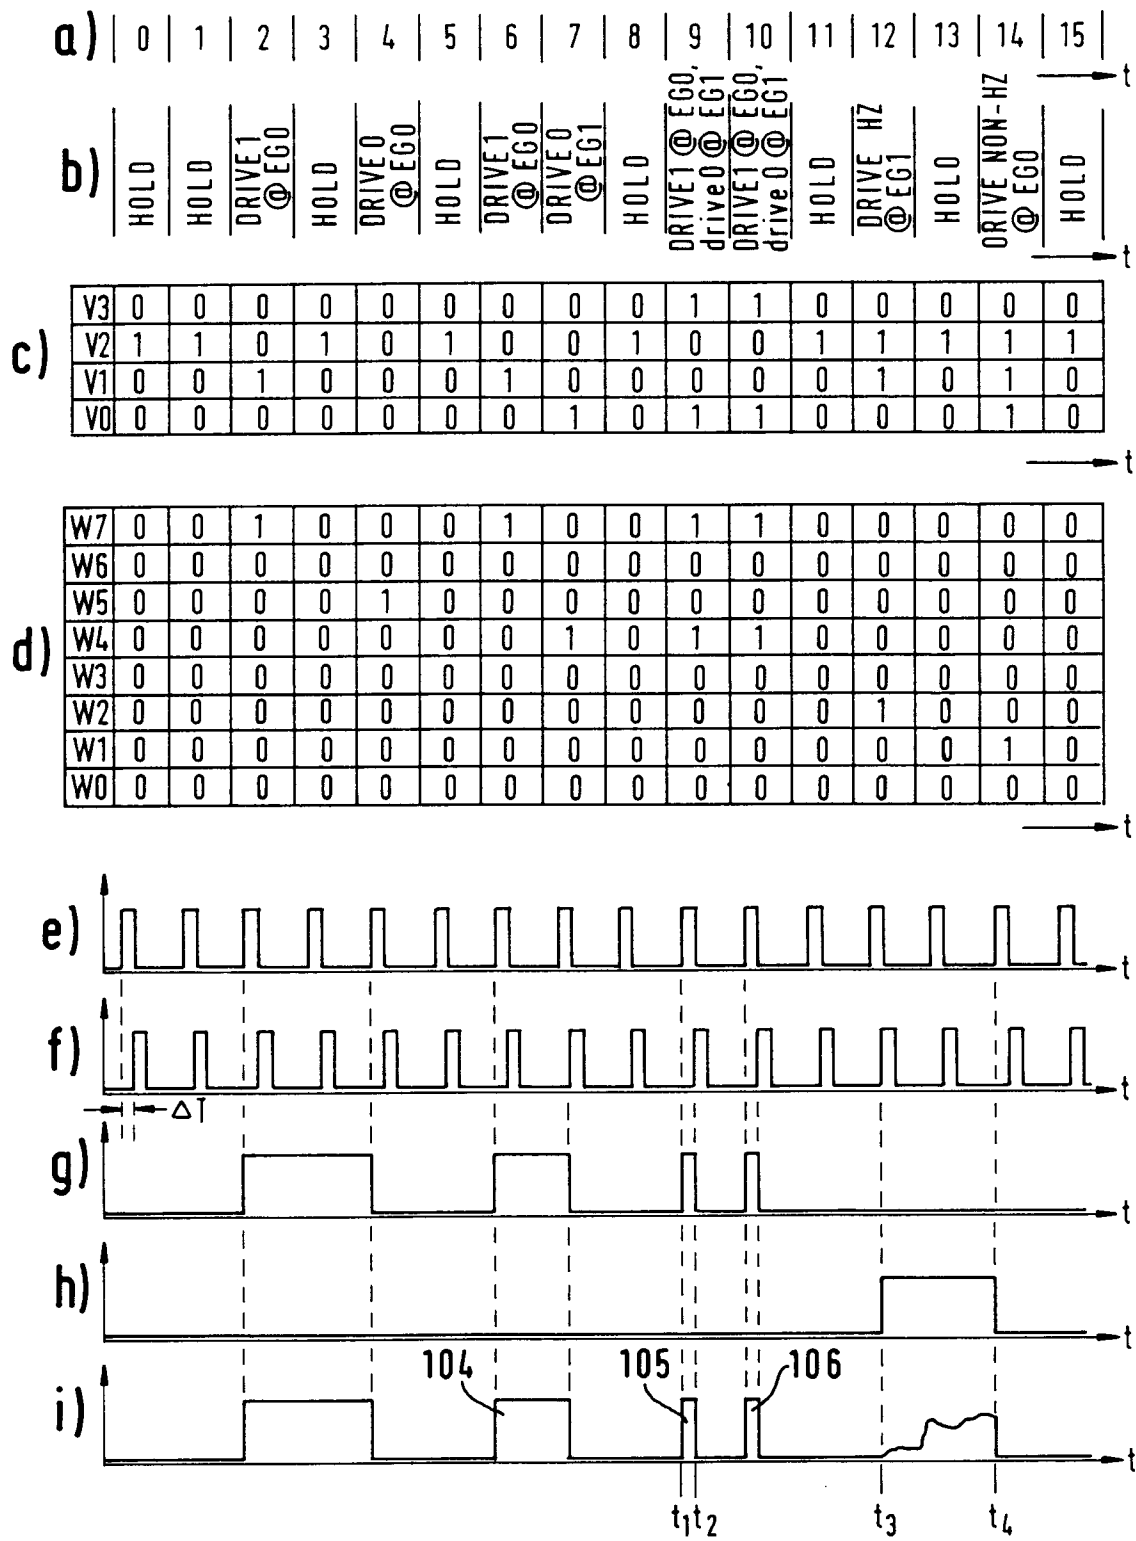 a) 0 1 2 3 4 5 6 7 8 9 10 11 12 13 14 15
t
b) HOLD
HOLD
DRIVE1
@ EG0
HOLD
DRIVE0
@ EG0
HOLD
DRIVE1
@ EG0
DRIVE0
@ EG1
HOLD
DRIVE1 @ EG0,
drive0 @ EG1
DRIVE1 @ EG0,
drive 0 @ EG1
HOLD
DRIVE HZ
@ EG1
HOLD
DRIVE NON-HZ
@ EG0
HOLD
t
c)
V3 0 0 0 0 0 0 0 0 0 1 1 0 0 0 0 0
V2 1 1 0 1 0 1 0 0 1 0 0 1 1 1 1 1
V1 0 0 1 0 0 0 1 0 0 0 0 0 1 0 1 0
V0 0 0 0 0 0 0 0 1 0 1 1 0 0 0 1 0
t
d)
W7 0 0 1 0 0 0 1 0 0 1 1 0 0 0 0 0
W6 0 0 0 0 0 0 0 0 0 0 0 0 0 0 0 0
W5 0 0 0 0 1 0 0 0 0 0 0 0 0 0 0 0
W4 0 0 0 0 0 0 0 1 0 1 1 0 0 0 0 0
W3 0 0 0 0 0 0 0 0 0 0 0 0 0 0 0 0
W2 0 0 0 0 0 0 0 0 0 0 0 0 1 0 0 0
W1 0 0 0 0 0 0 0 0 0 0 0 0 0 0 1 0
W0 0 0 0 0 0 0 0 0 0 0 0 0 0 0 0 0
t
e) t
f) t
ΔT
g) t
h) t
104 105 106
i) t
t1 t2 t3 t4